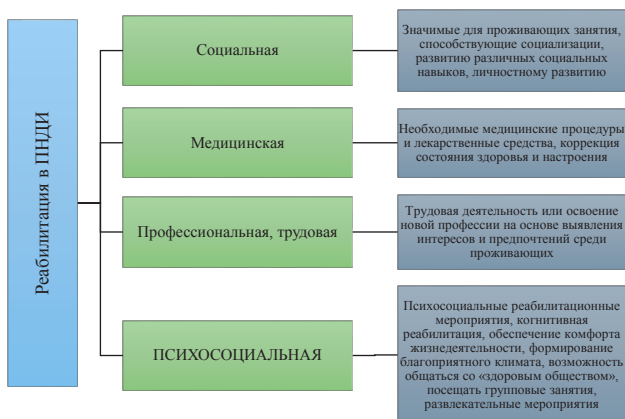 Реабилитация в ПНДИ
Социальная
Значимые для проживающих занятия,
способствующие социализации,
развитию различных социальных
навыков, личностному развитию
Медицинская
Необходимые медицинские процедуры
и лекарственные средства, коррекция
состояния здоровья и настроения
Профессиональная, трудовая
Трудовая деятельность или освоение
новой профессии на основе выявления
интересов и предпочтений среди
проживающих
ПСИХОСОЦИАЛЬНАЯ
Психосоциальные реабилитационные
мероприятия, когнитивная
реабилитация, обеспечение комфорта
жизнедеятельности, формирование
благоприятного климата, возможность
общаться со «здоровым обществом»,
посещать групповые занятия,
развлекательные мероприятия